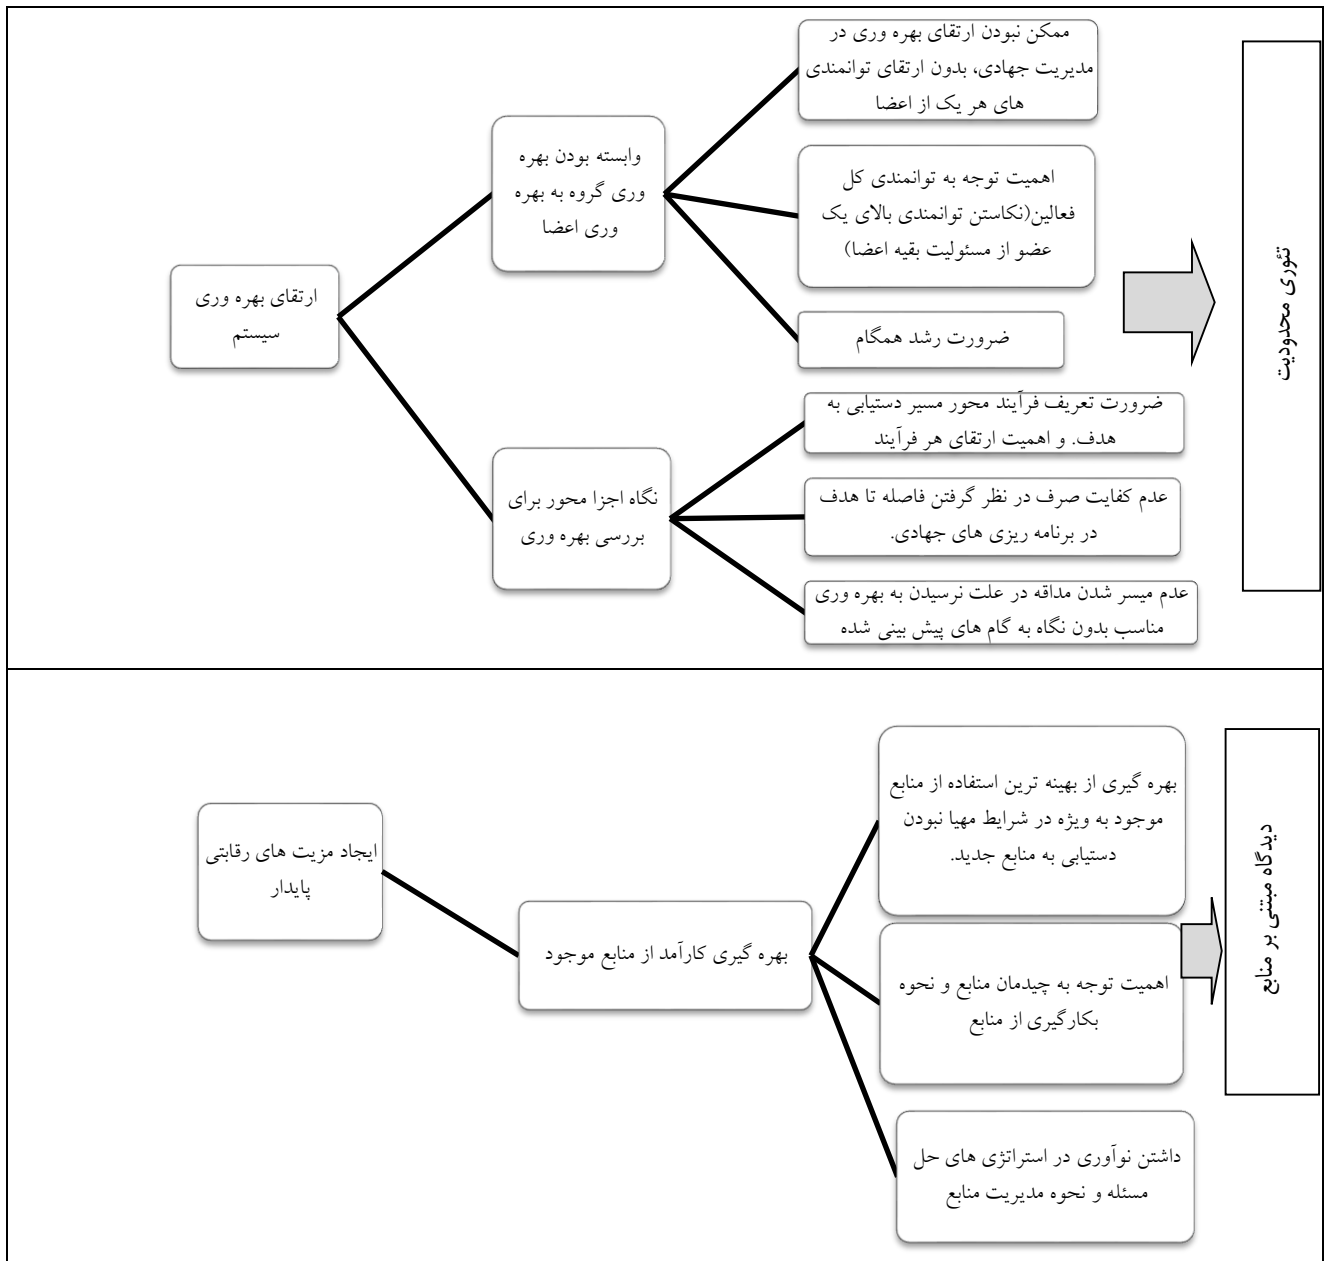 ممکن نبودن ارتقای بهره وری در
مدیریت جهادی، بدون ارتقای توانمندی
های هر یک از اعضا
وابسته بودن بهره
وری گروه به بهره
وری اعضا
اهمیت توجه به توانمندی کل
فعالین(نکاستن توانمندی بالای یک
عضو از مسئولیت بقیه اعضا)
ضرورت رشد همگام
ارتقای بهره وری
سیستم
تئوری محدودیت
ضرورت تعریف فرآیند محور مسیر دستیابی به
هدف. و اهمیت ارتقای هر فرآیند
نگاه اجزا محور برای
بررسی بهره وری
عدم کفایت صرف در نظر گرفتن فاصله تا هدف
در برنامه ریزی های جهادی.
عدم میسر شدن مداقه در علت نرسیدن به بهره وری
مناسب بدون نگاه به گام های پیش بینی شده
بهره گیری از بهینه ترین استفاده از منابع
موجود به ویژه در شرایط مهیا نبودن
دستیابی به منابع جدید.
ایجاد مزیت های رقابتی
پایدار
بهره گیری کارآمد از منابع موجود
دیدگاه مبتنی بر منابع
اهمیت توجه به چیدمان منابع و نحوه
بکارگیری از منابع
داشتن نوآوری در استراتژی های حل
مسئله و نحوه مدیریت منابع